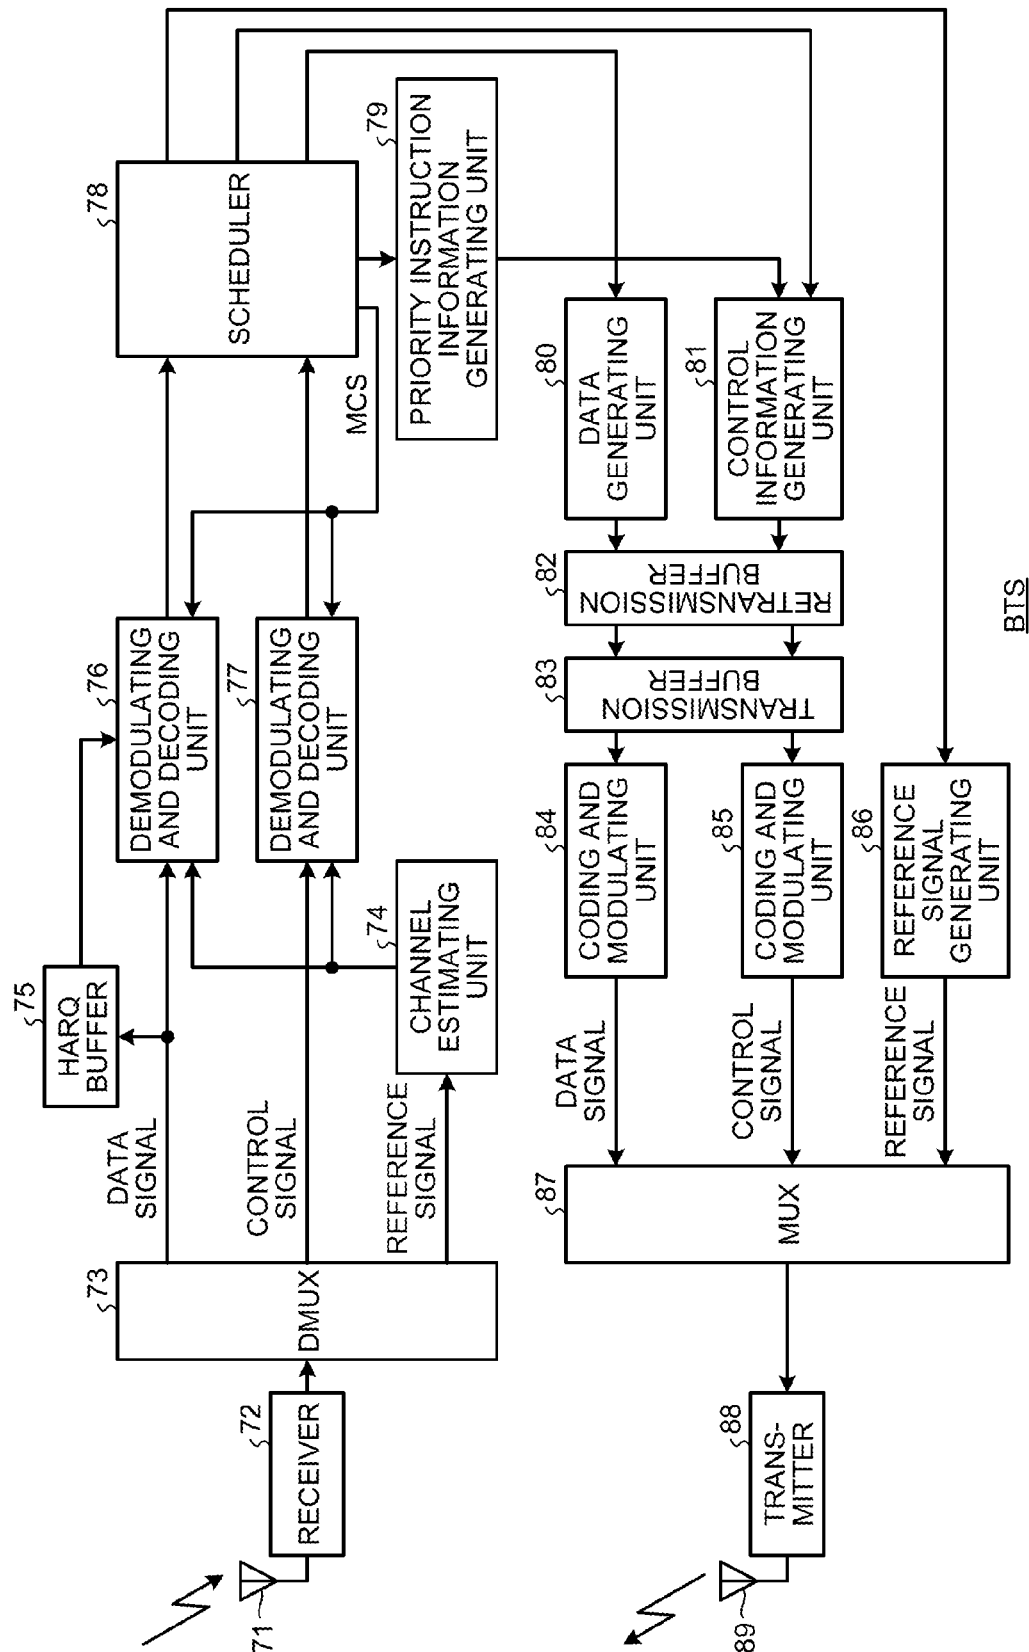 71
72
RECEIVER
73
DMUX
DATA
SIGNAL
CONTROL
SIGNAL
REFERENCE
SIGNAL
75
HARQ
BUFFER
74
CHANNEL
ESTIMATING
UNIT
76
DEMODULATING
AND DECODING
UNIT
77
DEMODULATING
AND DECODING
UNIT
MCS
78
SCHEDULER
79
PRIORITY INSTRUCTION
INFORMATION
GENERATING UNIT
80
DATA
GENERATING
UNIT
81
CONTROL
INFORMATION
GENERATING
UNIT
82
RETRANSMISSION
BUFFER
83
TRANSMISSION
BUFFER
84
CODING AND
MODULATING
UNIT
85
CODING AND
MODULATING
UNIT
86
REFERENCE
SIGNAL
GENERATING
UNIT
DATA
SIGNAL
CONTROL
SIGNAL
REFERENCE
SIGNAL
87
MUX
88
TRANS-
MITTER
89
BTS